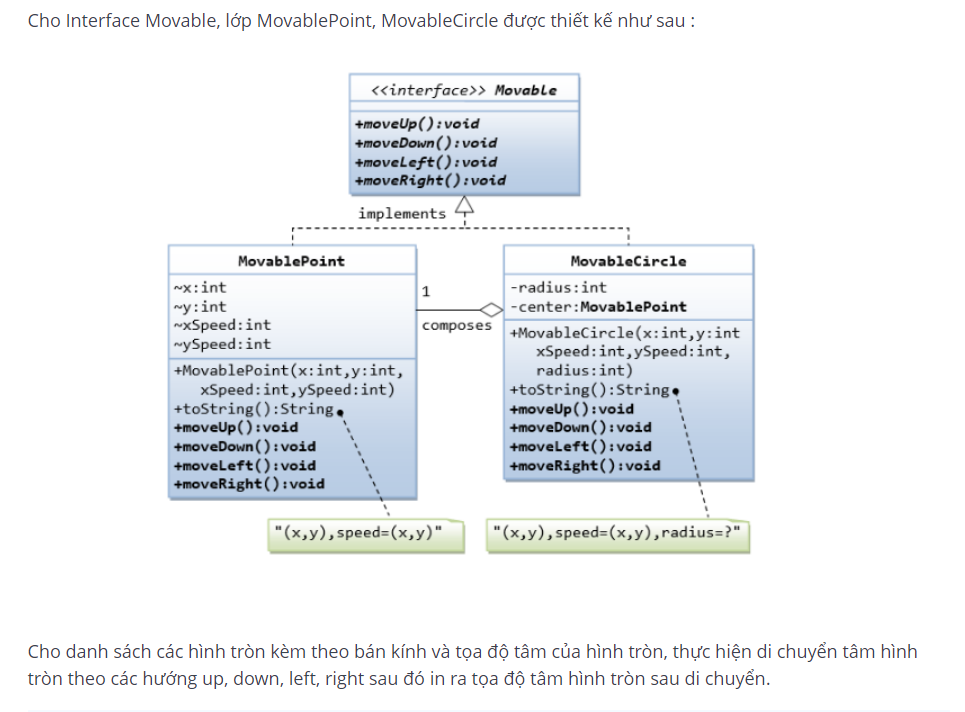 Cho Interface Movable, lớp MovablePoint, MovableCircle được thiết kế như sau :
<<interface>> Movable
+moveUp():void
+moveDown():void
+moveLeft():void
+moveRight():void
implements
MovablePoint
~x:int
~y:int
~xSpeed:int
~ySpeed:int
+MovablePoint(x:int,y:int,
xSpeed:int,ySpeed:int)
+toString():String
+moveUp():void
+moveDown():void
+moveLeft():void
+moveRight():void
1
composes
MovableCircle
-radius:int
-center:MovablePoint
+MovableCircle(x:int,y:int
xSpeed:int,ySpeed:int,
radius:int)
+toString():String
+moveUp():void
+moveDown():void
+moveLeft():void
+moveRight():void
"(x,y),speed=(x,y)"
"(x,y),speed=(x,y),radius=?"
Cho danh sách các hình tròn kèm theo bán kính và tọa độ tâm của hình tròn, thực hiện di chuyển tâm hình
tròn theo các hướng up, down, left, right sau đó in ra tọa độ tâm hình tròn sau di chuyển.